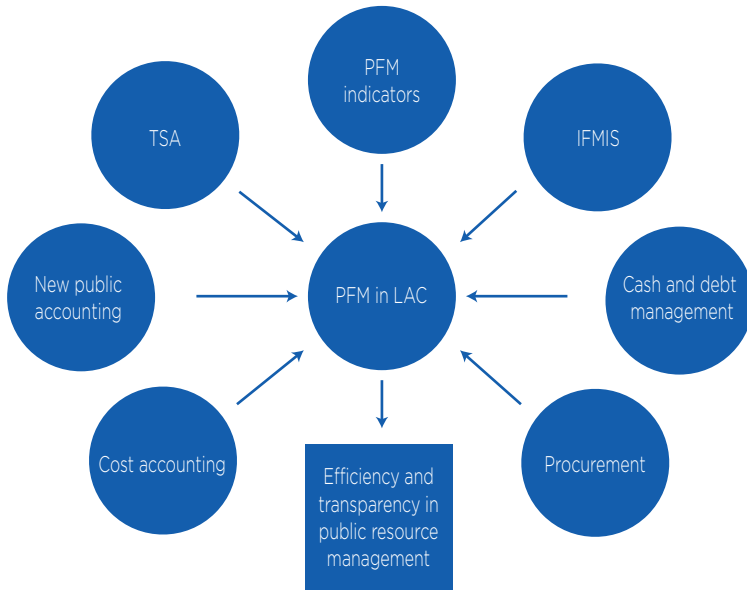 PFM
indicators
TSA
IFMIS
New public
accounting
PFM in LAC
Cash and debt
management
Cost accounting
Efficiency and
transparency in
public resource
management
Procurement